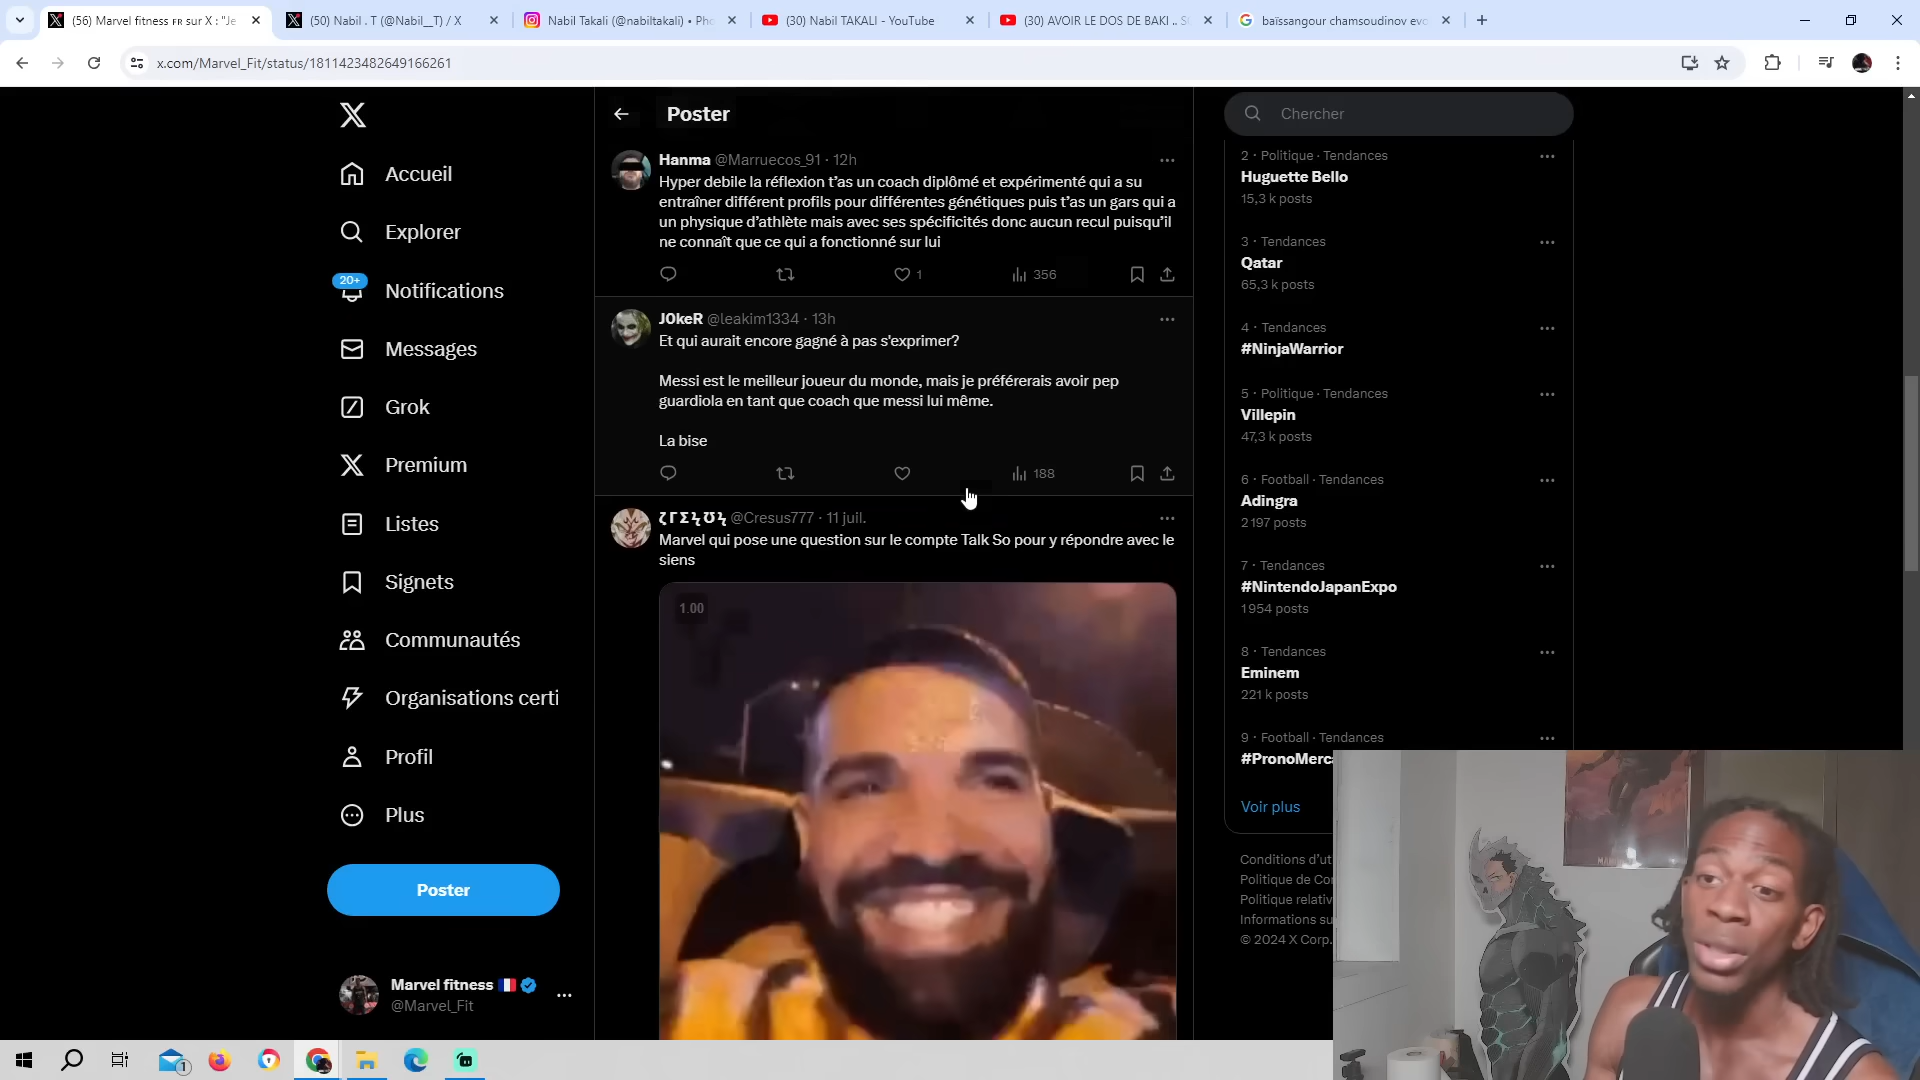 (56) Marvel fitness FR sur X : "Je
(50) Nabil . T (@Nabil__T) / X
Nabil Takali (@nabiltakali) • Pho
(30) Nabil TAKALI - YouTube
(30) AVOIR LE DOS DE BAKI .. S
baïssangour chamsoudinov evo
x.com/Marvel_Fit/status/1811423482649166261
Accueil
Explorer
20+
Notifications
Messages
Grok
Premium
Listes
Signets
Communautés
Organisations certi
Profil
Plus
Poster
Marvel fitness
@Marvel_Fit
Poster
Hanma @Marruecos_91 · 12h
Hyper debile la réflexion t'as un coach diplômé et expérimenté qui a su
entraîner différent profils pour différentes génétiques puis t'as un gars qui a
un physique d'athlète mais avec ses spécificités donc aucun recul puisqu'il
ne connaît que ce qui a fonctionné sur lui
1
356
J0keR @leakim1334 · 13h
Et qui aurait encore gagné à pas s'exprimer?
Messi est le meilleur joueur du monde, mais je préférerais avoir pep
guardiola en tant que coach que messi lui même.
La bise
188
@Cresus777 · 11 juil.
Marvel qui pose une question sur le compte Talk So pour y répondre avec le
siens
1.00
Chercher
2 · Politique · Tendances
Huguette Bello
15,3 k posts
3 · Tendances
Qatar
65,3 k posts
4 · Tendances
#NinjaWarrior
5 · Politique · Tendances
Villepin
47,3 k posts
6 · Football · Tendances
Adingra
2 197 posts
7 · Tendances
#NintendoJapanExpo
1 954 posts
8 · Tendances
Eminem
221 k posts
9 · Football · Tendances
#PronoMerca
Voir plus
Conditions d'ut
Politique de Con
Politique relativ
Informations su
© 2024 X Corp.
1